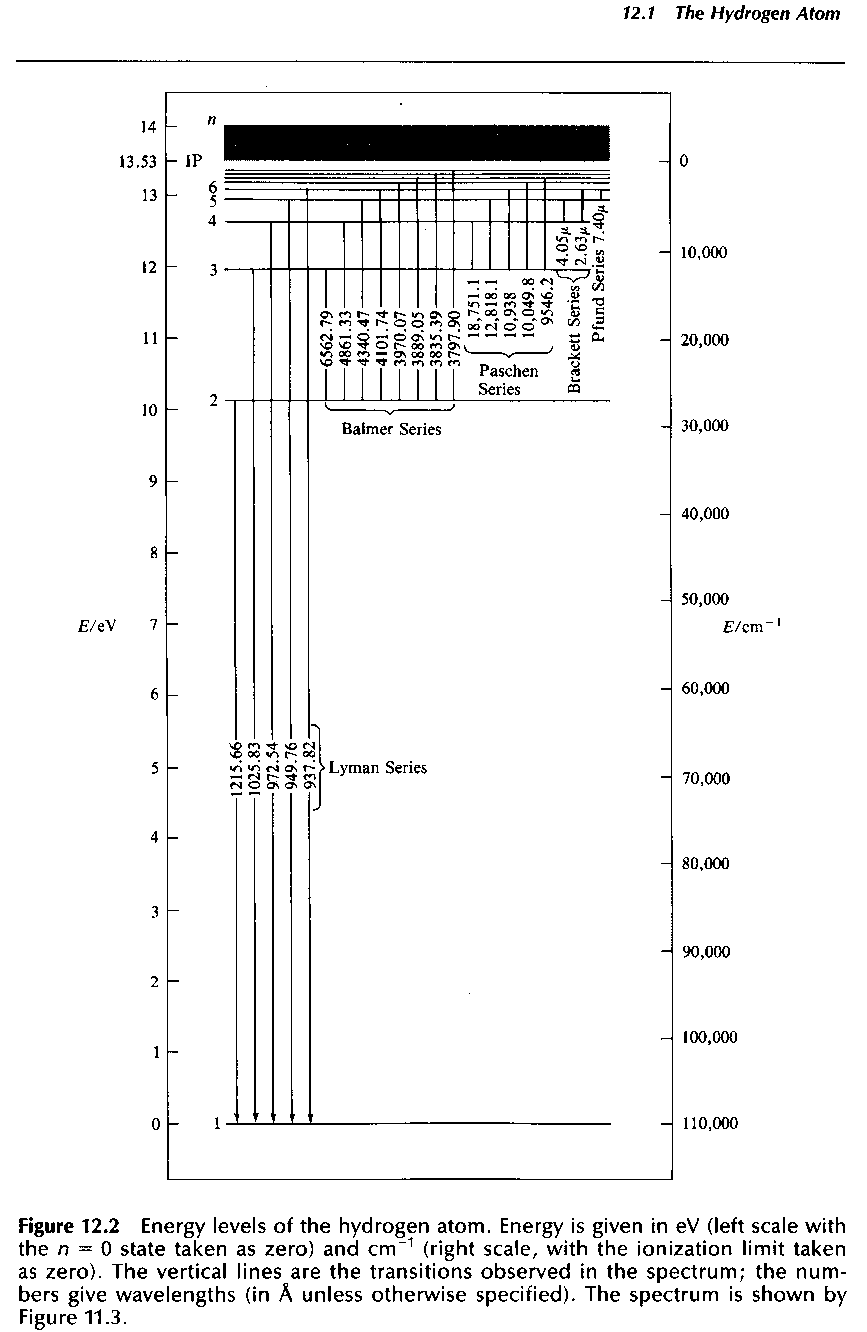 12.1 The Hydrogen Atom
n
14
13.53
IP
0
13
6
5
4
10,000
12
3
11
20,000
10
2
30,000
9
40,000
8
50,000
E/eV
7
E/cm⁻¹
6
60,000
5
70,000
4
80,000
3
90,000
2
100,000
1
0
1
110,000
6562.79
4861.33
4340.47
4101.74
3970.07
3889.05
3835.39
3797.90
Balmer Series
18,751.1
12,818.1
10,938
10,049.8
9546.2
Paschen
Series
4.05μ
2.63μ
Brackett Series
Pfund Series 7.40μ
1215.66
1025.83
972.54
949.76
937.82
Lyman Series
Figure 12.2 Energy levels of the hydrogen atom. Energy is given in eV (left scale with
the n = 0 state taken as zero) and cm⁻¹ (right scale, with the ionization limit taken
as zero). The vertical lines are the transitions observed in the spectrum; the num-
bers give wavelengths (in Å unless otherwise specified). The spectrum is shown by
Figure 11.3.